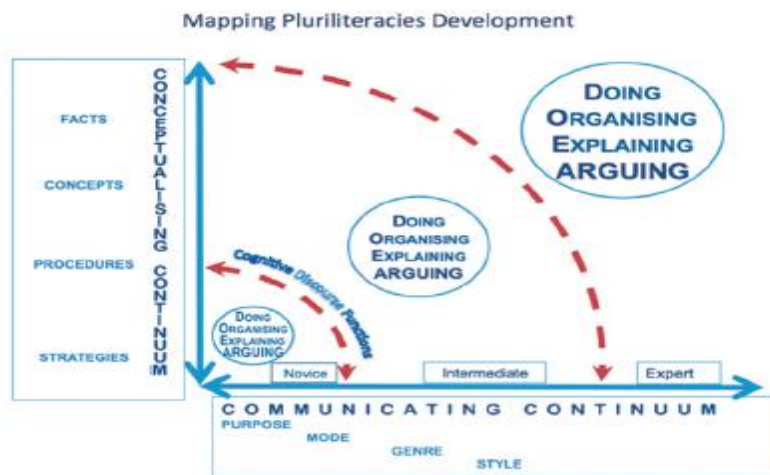 Mapping Pluriliteracies Development
FACTS
CONCEPTS
PROCEDURES
STRATEGIES
CONCEPTUALISING CONTINUUM
DOING
ORGANISING
EXPLAINING
ARGUING
DOING
ORGANISING
EXPLAINING
ARGUING
Cognitive Discourse Functions
DOING
ORGANISING
EXPLAINING
ARGUING
Novice
Intermediate
Expert
COMMUNICATING CONTINUUM
PURPOSE
MODE
GENRE
STYLE